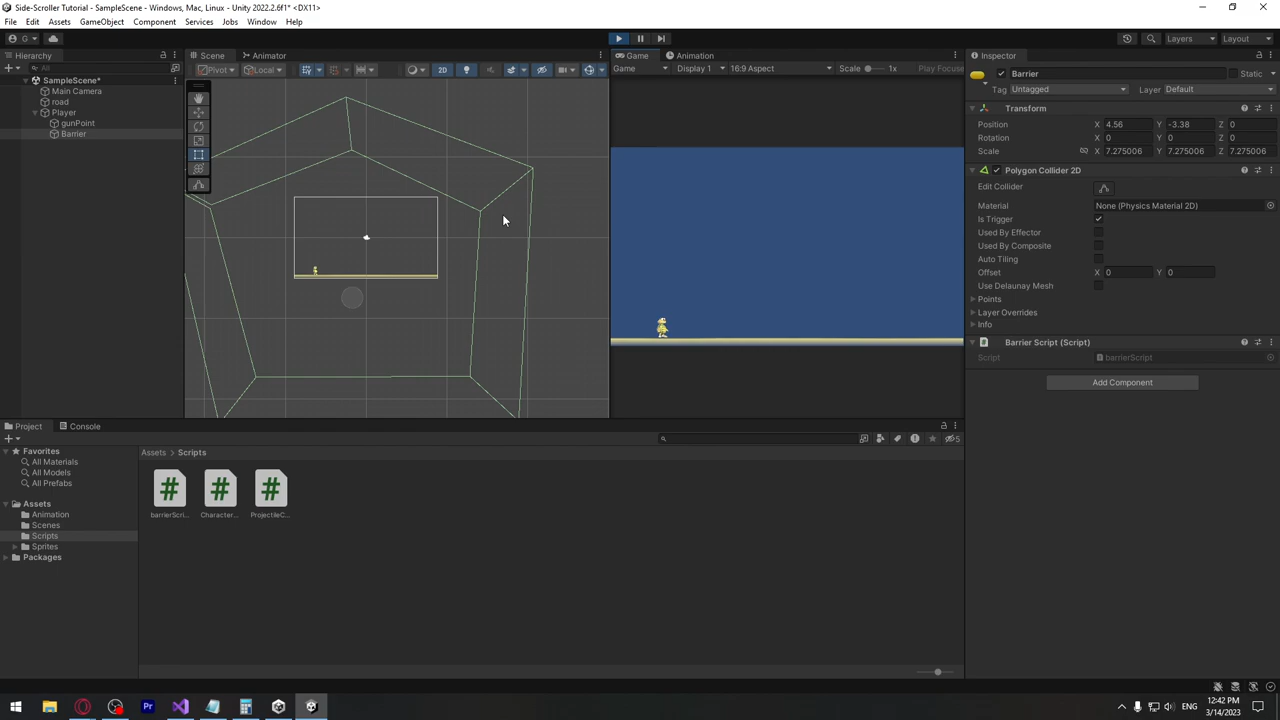 Side-Scroller Tutorial - SampleScene - Windows, Mac, Linux - Unity 2022.2.6f1* <DX11>
File Edit Assets GameObject Component Services Jobs Window Help
G
Layers Layout
Hierarchy
All
SampleScene*
Main Camera
road
Player
gunPoint
Barrier
Scene Animator
Pivot Local 2D
Game Animation
Game Display 1 16:9 Aspect Scale 1x Play Focuse
Inspector
Barrier Static
Tag Untagged Layer Default
Transform
Position X 4.56 Y -3.38 Z 0
Rotation X 0 Y 0 Z 0
Scale X 7.275006 Y 7.275006 Z 7.275006
Polygon Collider 2D
Edit Collider
Material None (Physics Material 2D)
Is Trigger
Used By Effector
Used By Composite
Auto Tiling
Offset X 0 Y 0
Use Delaunay Mesh
Points
Layer Overrides
Info
Barrier Script (Script)
Script barrierScript
Add Component
Project Console
5
Favorites
All Materials
All Models
All Prefabs
Assets
Animation
Scenes
Scripts
Sprites
Packages
Assets > Scripts
barrierScri...
Character...
ProjectileC...
Pr
ENG
12:42 PM
3/14/2023